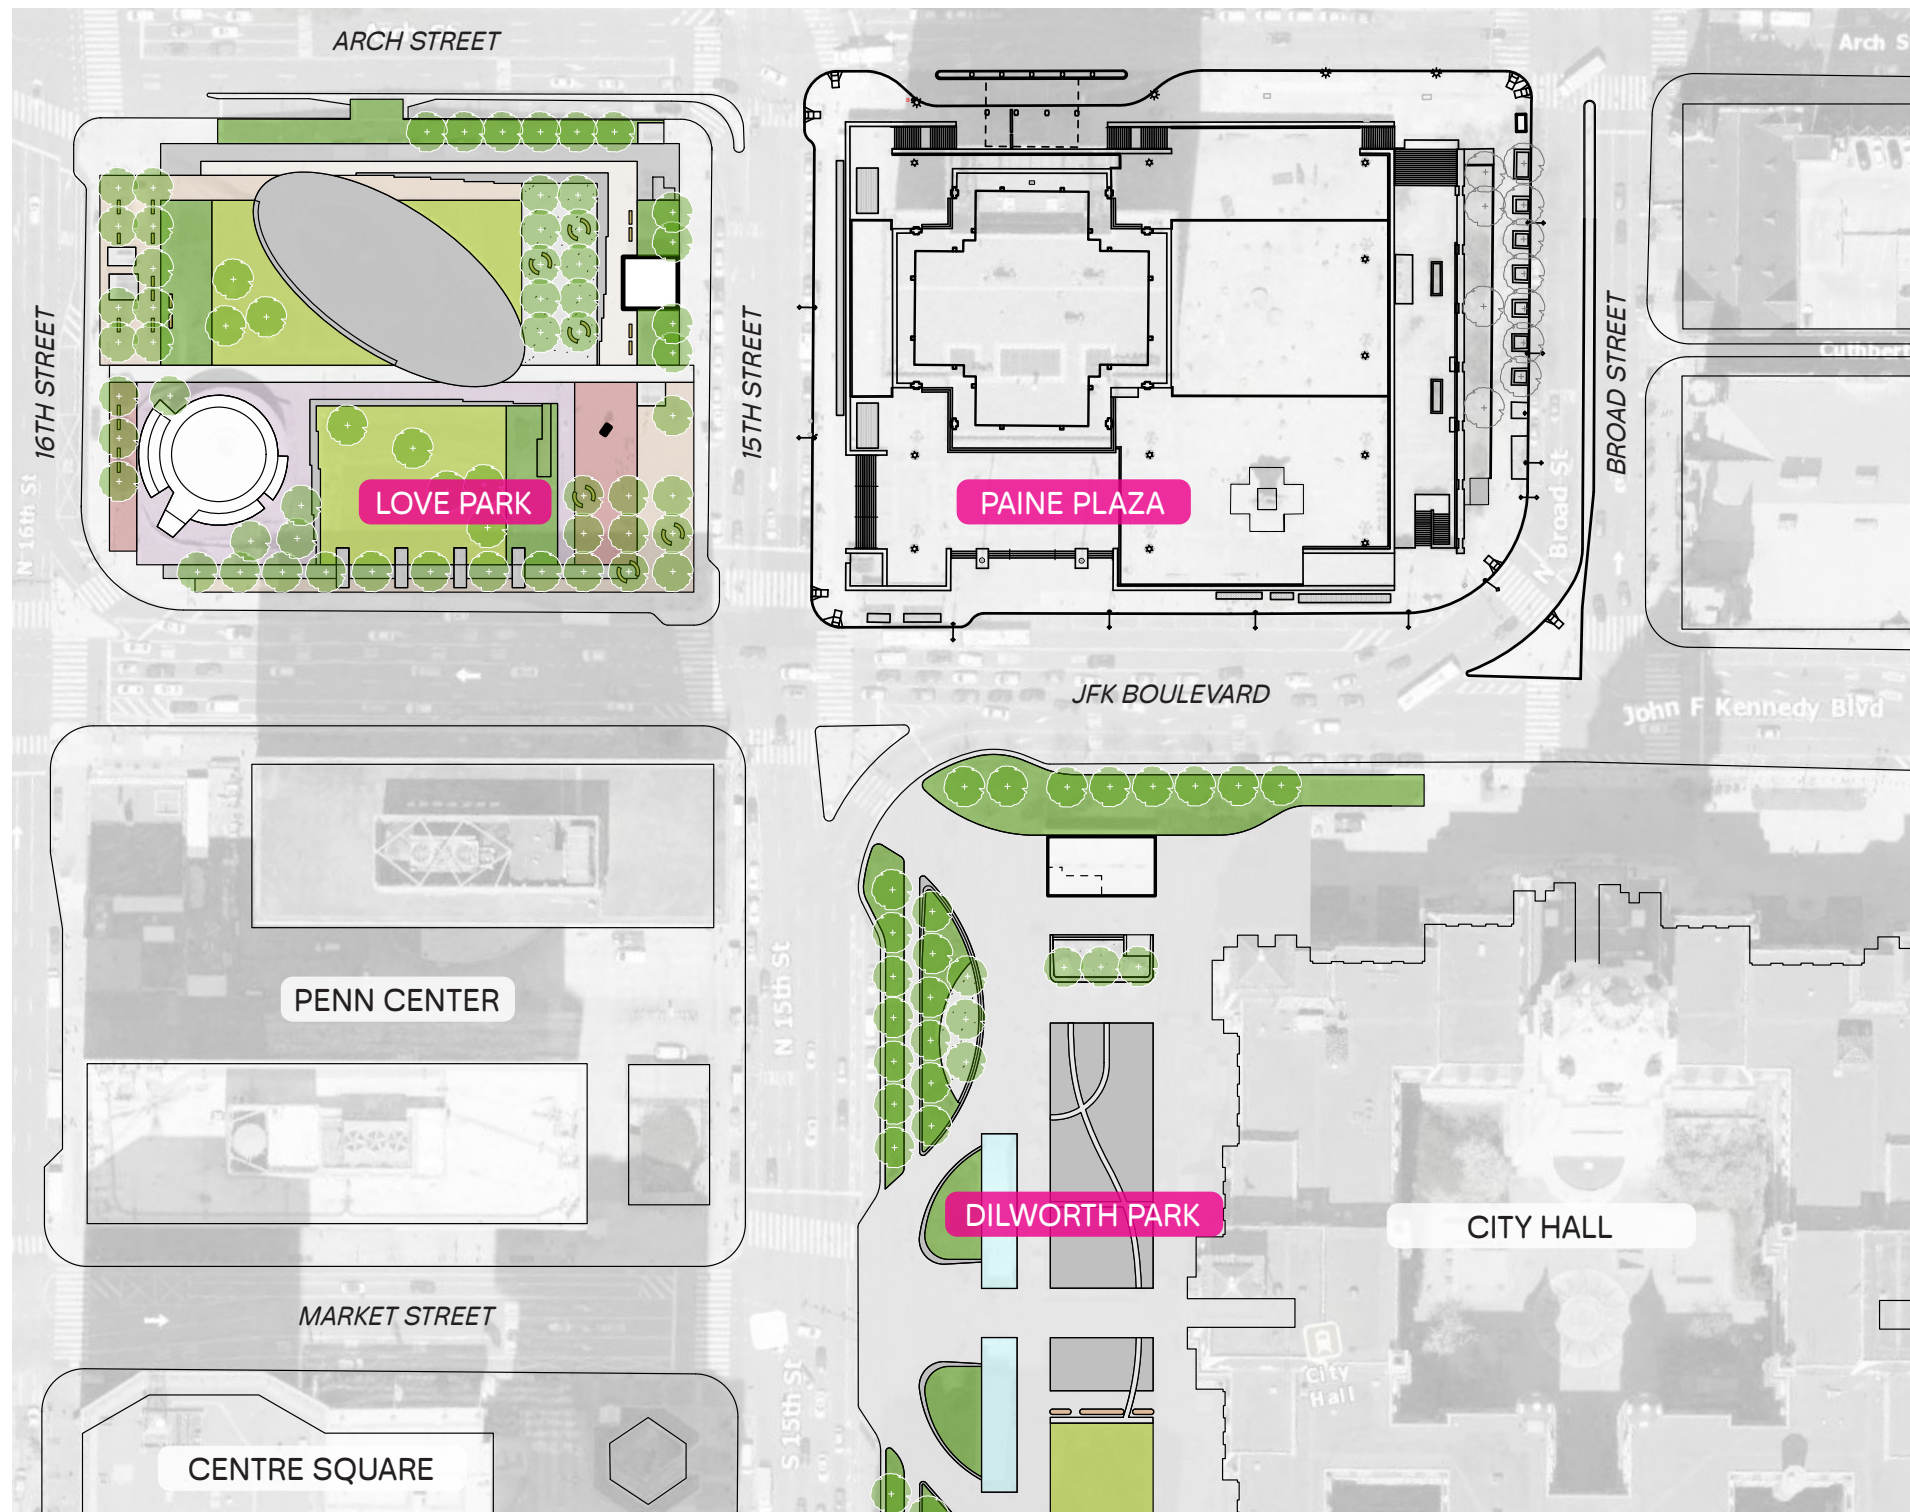 ARCH STREET
Arch St
Arch S
16TH STREET
15TH STREET
BROAD STREET
Cuthbert
LOVE PARK
PAINE PLAZA
N 16th St
N Broad St
JFK BOULEVARD
John F Kennedy Blvd
PENN CENTER
N 15th St
DILWORTH PARK
CITY HALL
MARKET STREET
City
Hall
S 15th St
CENTRE SQUARE